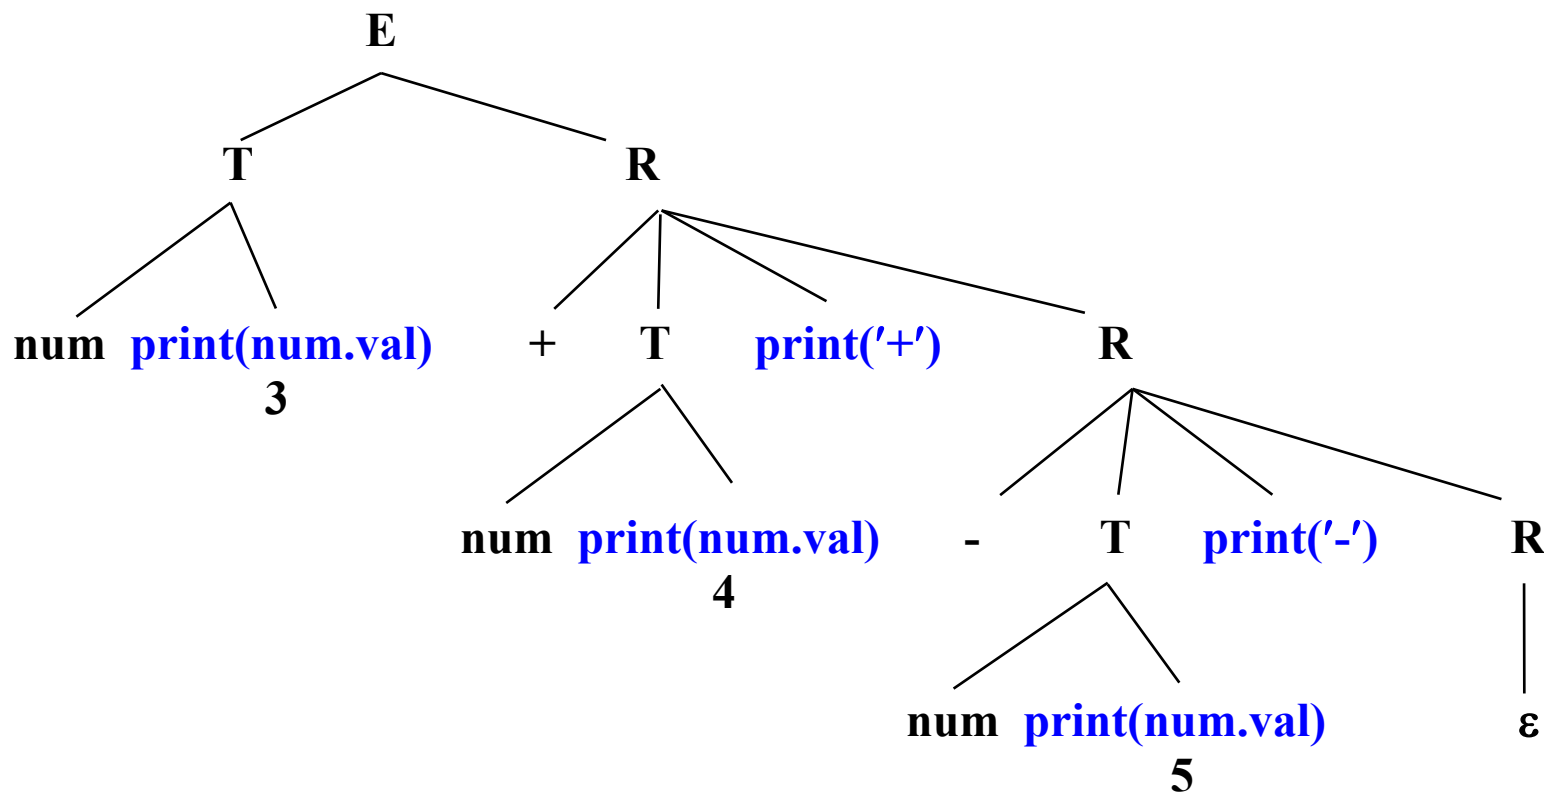 E
T R
num print(num.val) + T print('+') R
3
num print(num.val) - T print('-') R
4
num print(num.val) ε
5